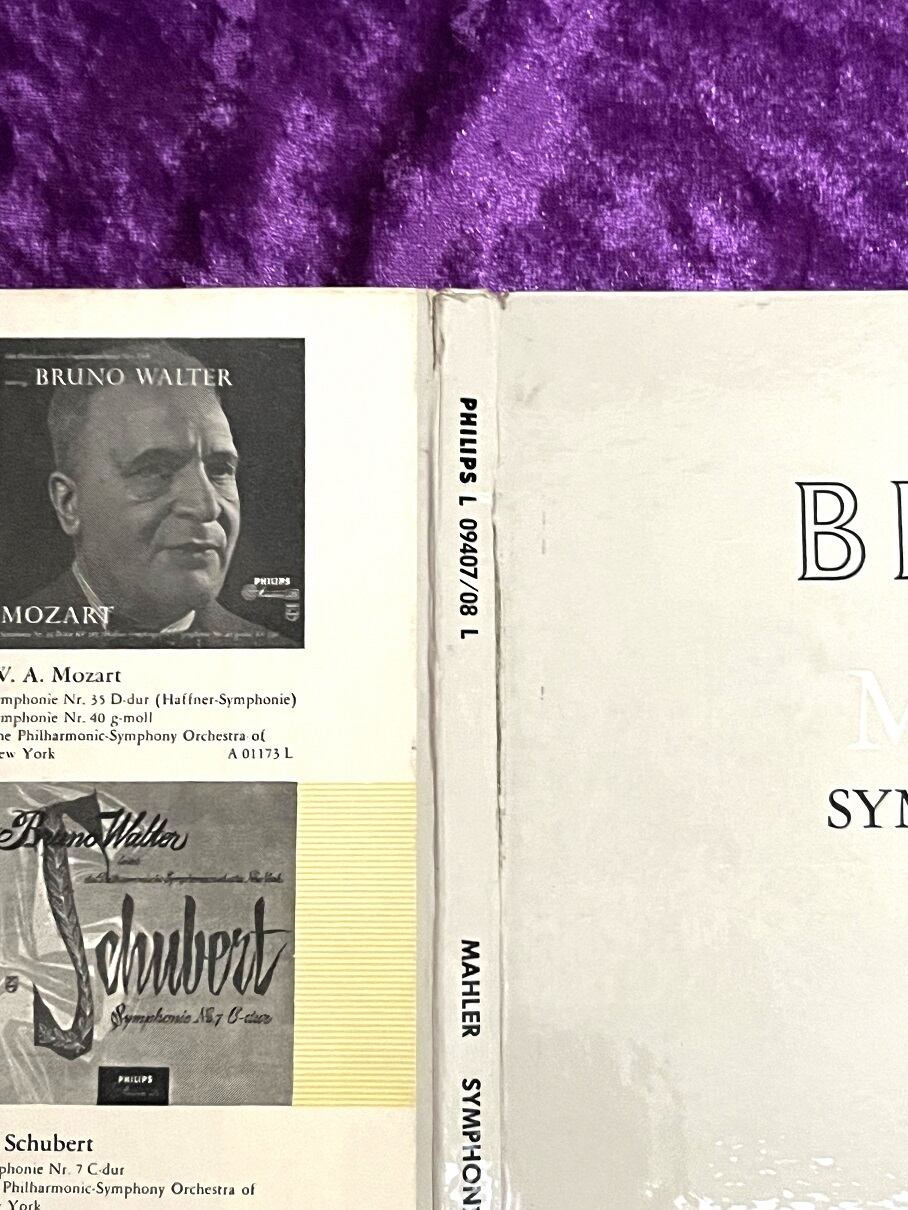 BRUNO WALTER
PHILIPS
MOZART
W. A. Mozart
mphonie Nr. 35 D-dur (Haffner-Symphonie)
mphonie Nr. 40 g-moll
he Philharmonic-Symphony Orchestra of
ew York A 01173 L
Bruno Walter
Schubert
Symphonie No. 7 C-dur
PHILIPS
Schubert
phonie Nr. 7 C-dur
Philharmonic-Symphony Orchestra of
York
PHILIPS L 09407/08 L
MAHLER SYMPHON
B
M
SYM